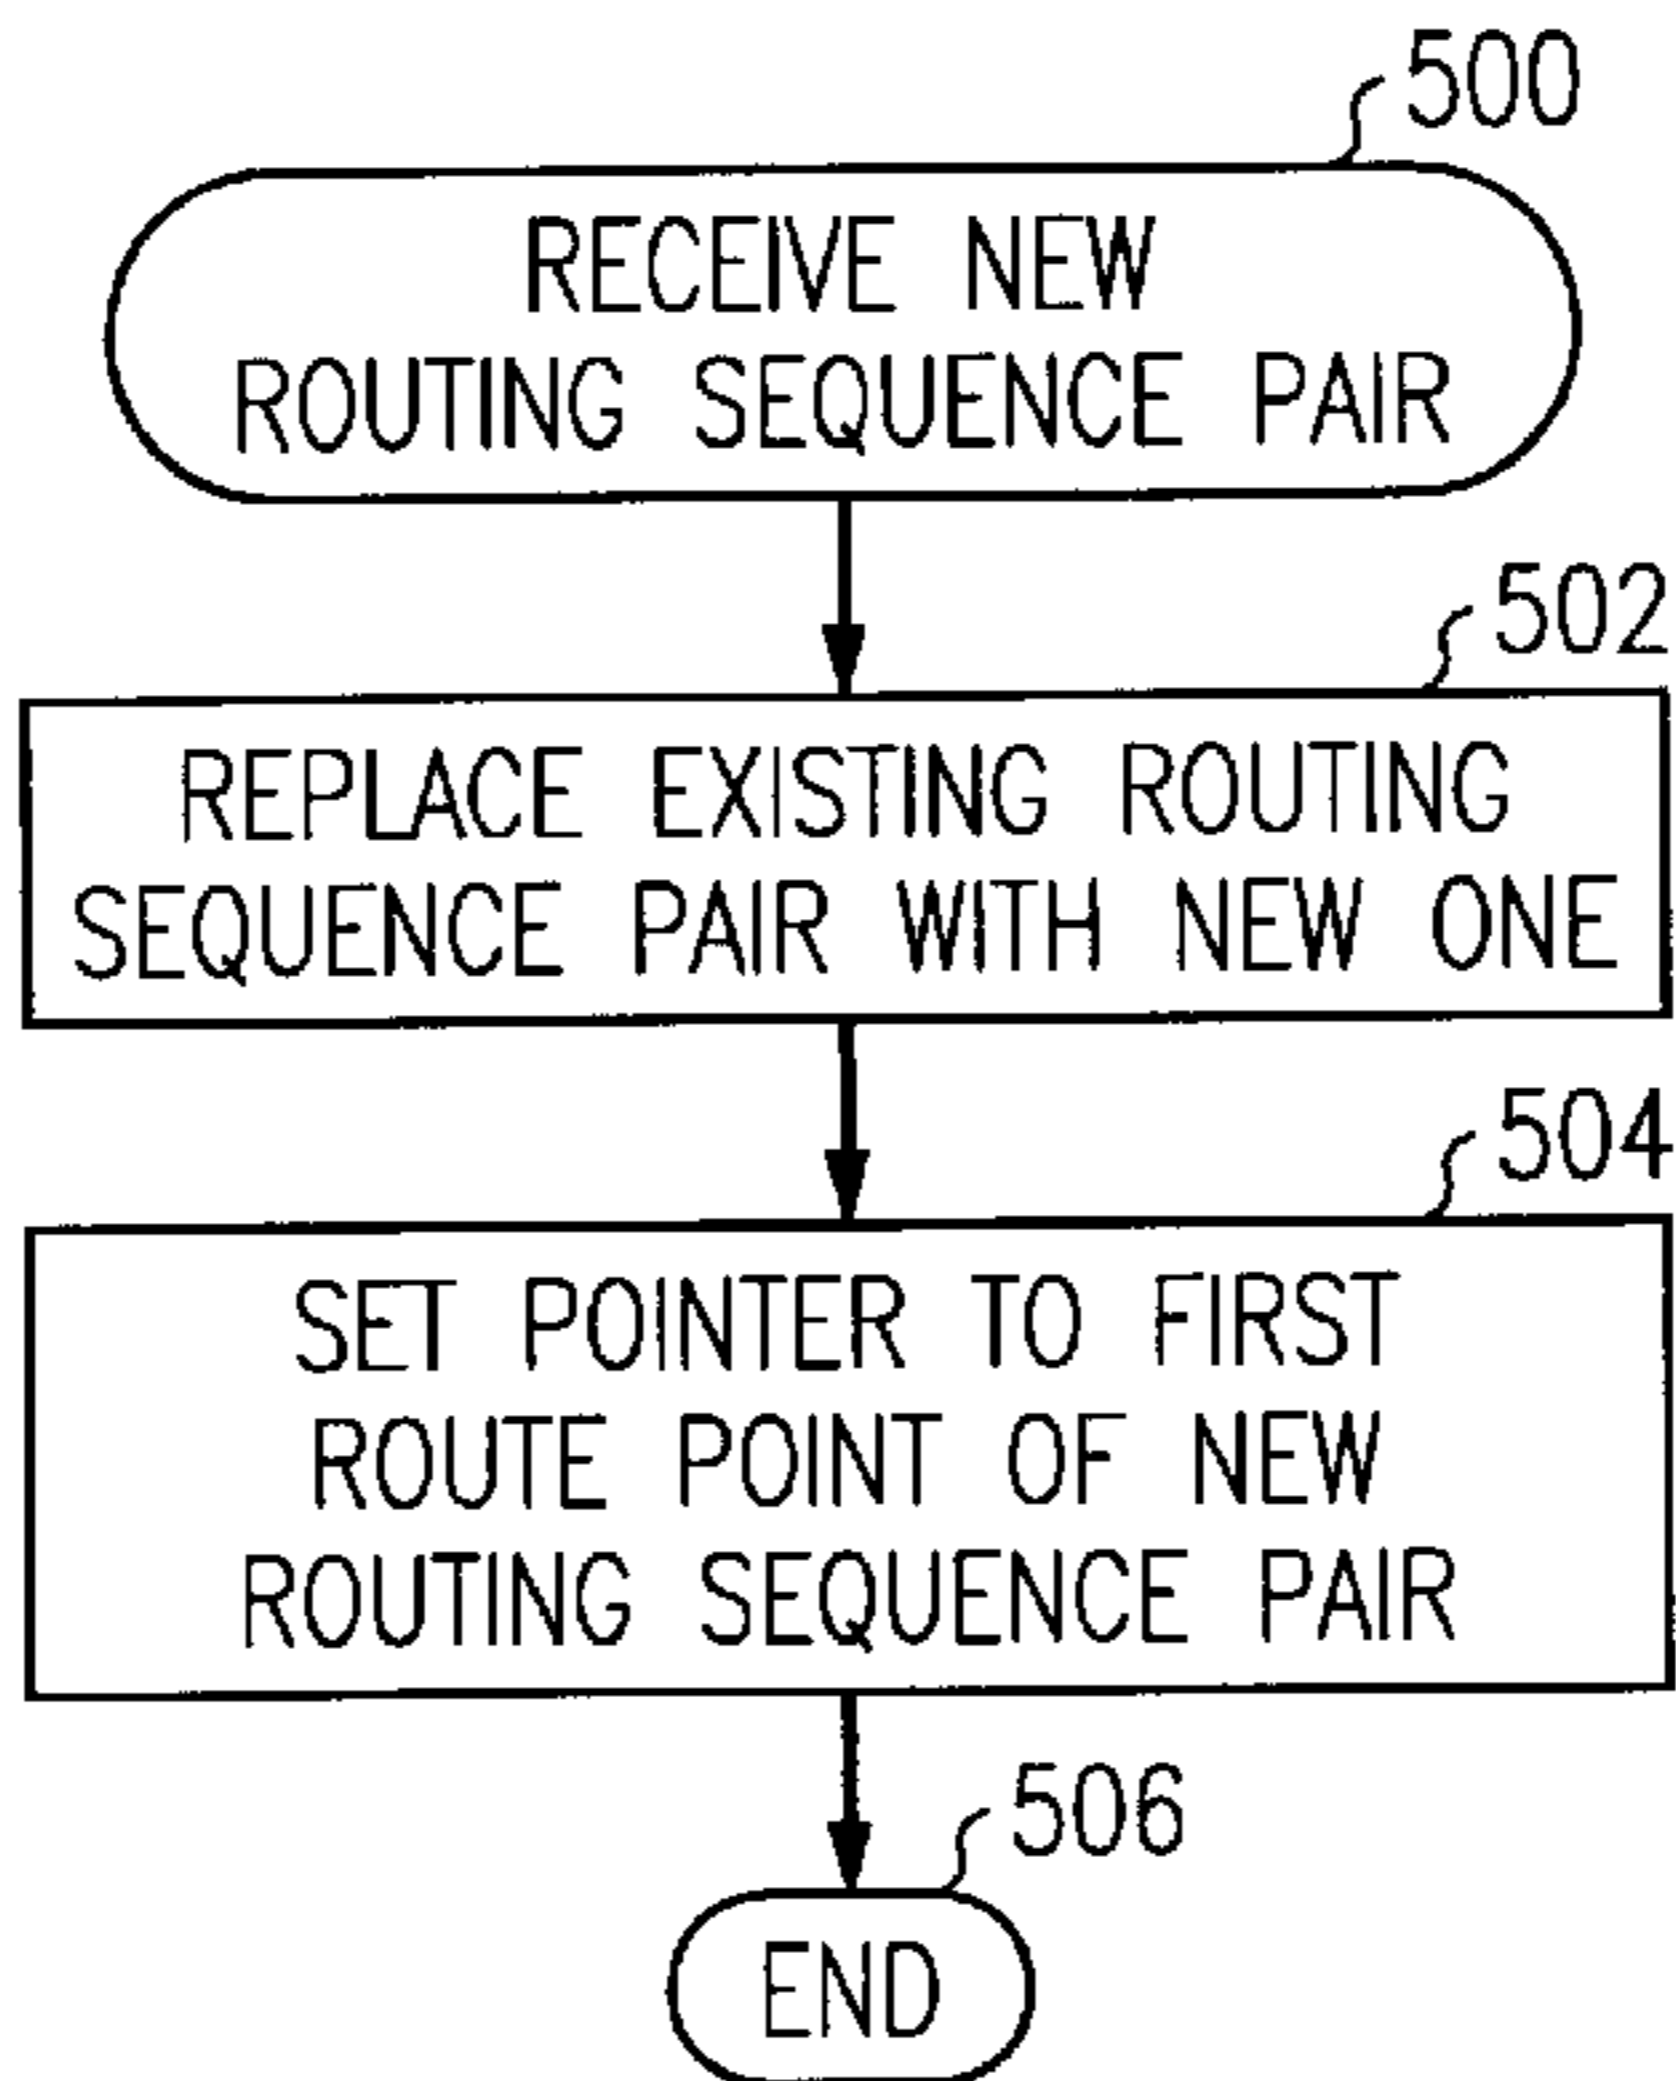 500
RECEIVE NEW
ROUTING SEQUENCE PAIR
502
REPLACE EXISTING ROUTING
SEQUENCE PAIR WITH NEW ONE
504
SET POINTER TO FIRST
ROUTE POINT OF NEW
ROUTING SEQUENCE PAIR
506
END